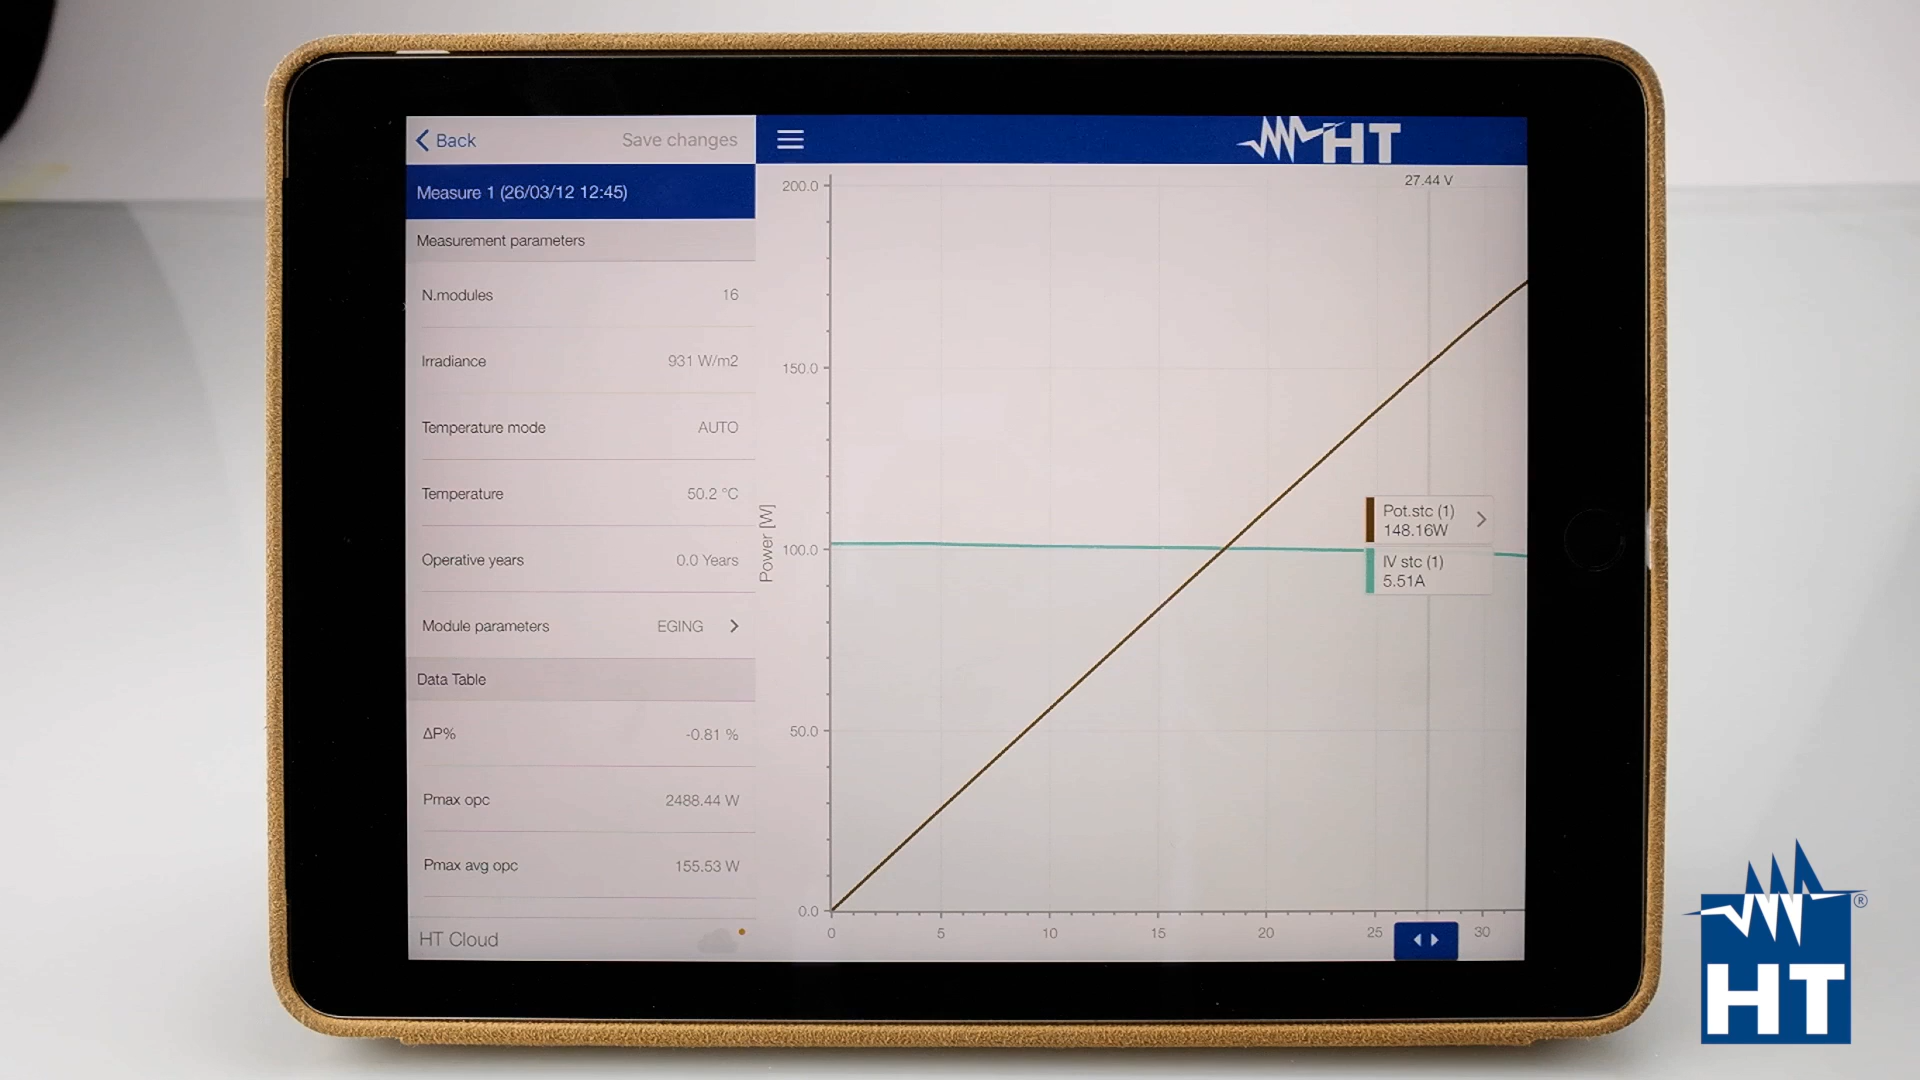 Back
Save changes
HT
Measure 1 (26/03/12 12:45)
Measurement parameters
N.modules 16
Irradiance 931 W/m2
Temperature mode AUTO
Temperature 50.2 °C
Operative years 0.0 Years
Module parameters EGING
Data Table
ΔP% -0.81 %
Pmax opc 2488.44 W
Pmax avg opc 155.53 W
HT Cloud
27.44 V
200.0
150.0
100.0
50.0
0.0
Power [W]
Pot.stc (1)
148.16W
IV stc (1)
5.51A
0 5 10 15 20 25 30
®
HT